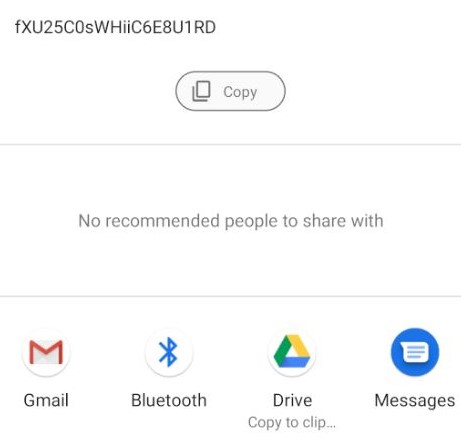 fXU25C0sWHiiC6E8U1RD
Copy
No recommended people to share with
Gmail Bluetooth Drive Messages
Copy to clip...